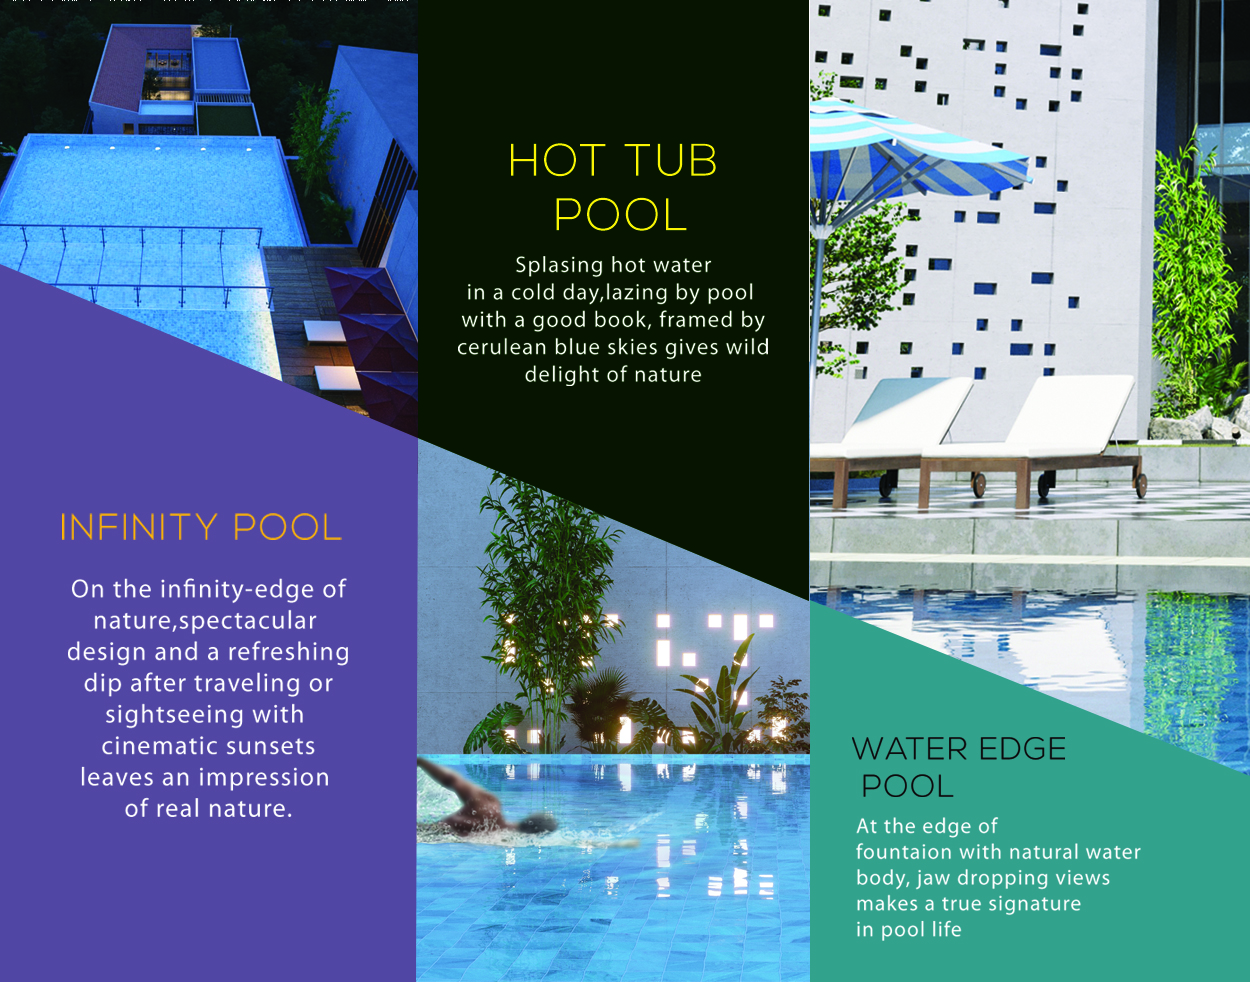 INFINITY POOL
On the infinity-edge of
nature,spectacular
design and a refreshing
dip after traveling or
sightseeing with
cinematic sunsets
leaves an impression
of real nature.
HOT TUB
POOL
Splasing hot water
in a cold day,lazing by pool
with a good book, framed by
cerulean blue skies gives wild
delight of nature
WATER EDGE
POOL
At the edge of
fountaion with natural water
body, jaw dropping views
makes a true signature
in pool life